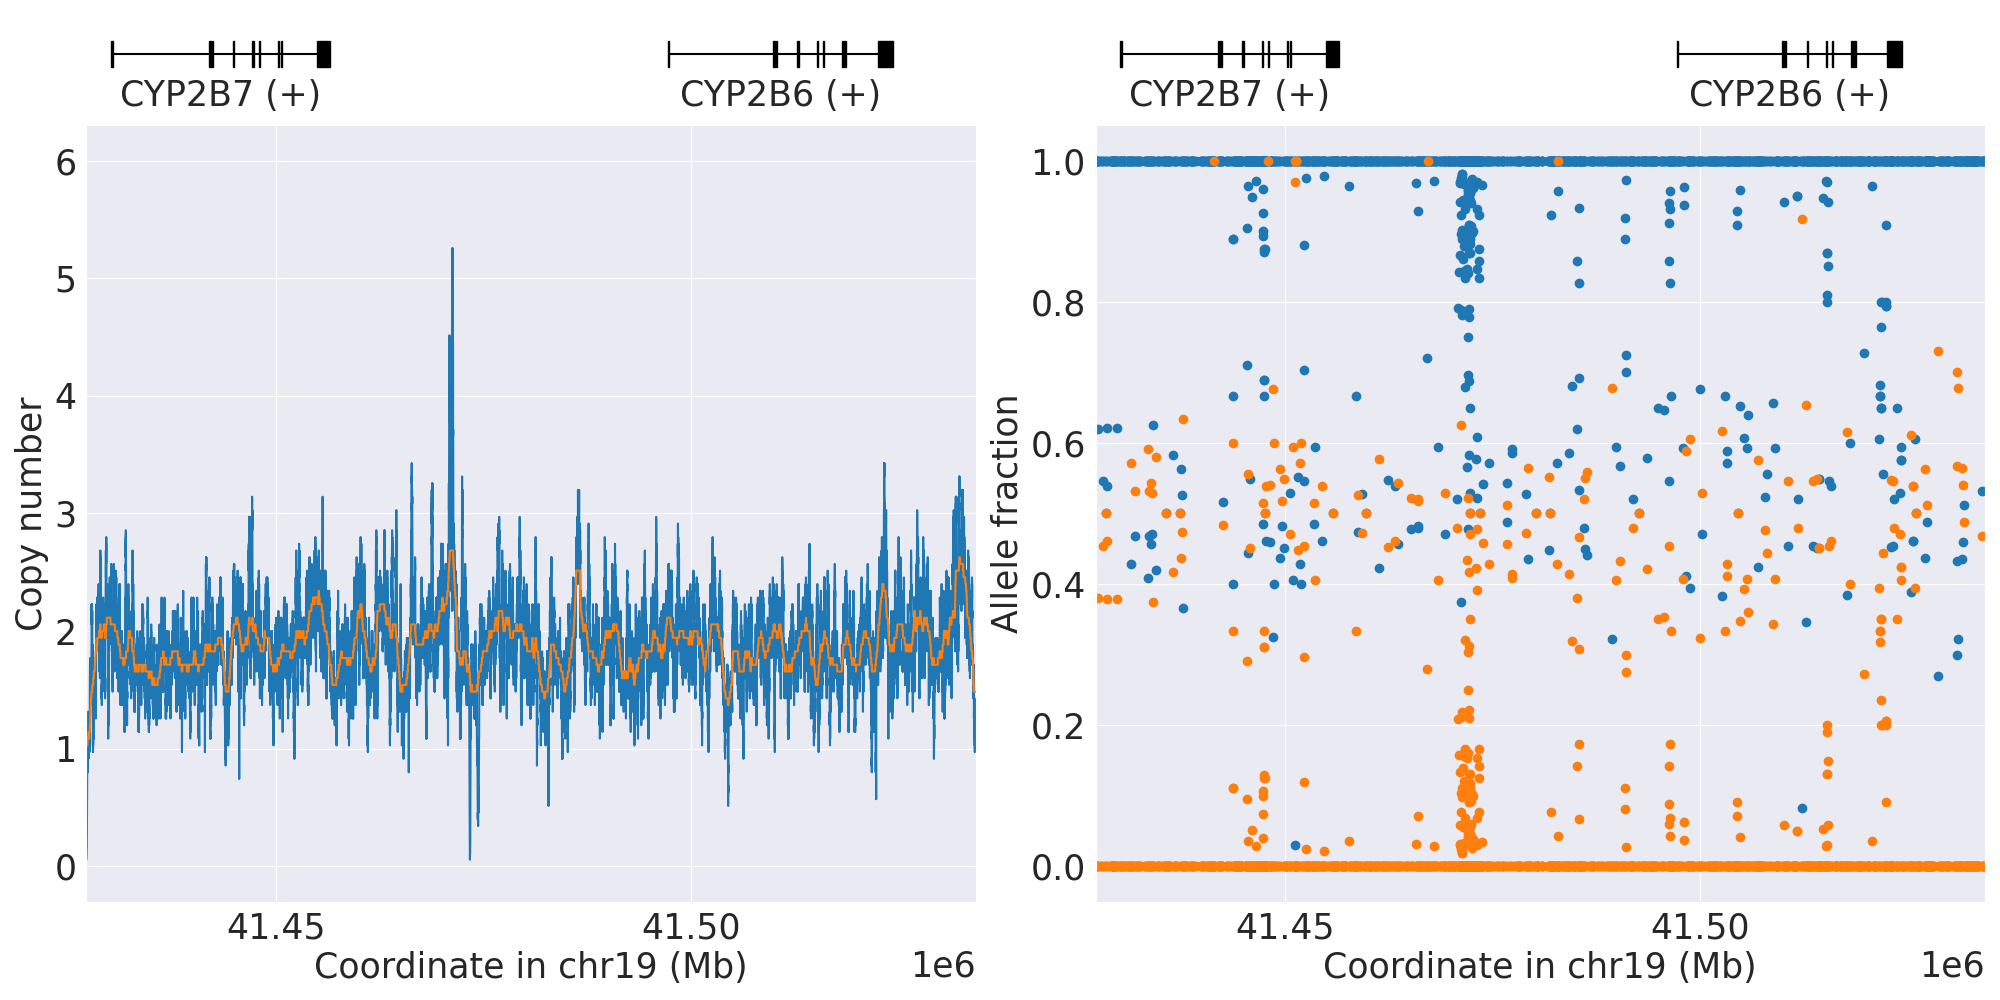 CYP2B7 (+)
CYP2B6 (+)
6
5
4
3
2
1
0
Copy number
41.45
41.50
Coordinate in chr19 (Mb)
1e6
CYP2B7 (+)
CYP2B6 (+)
1.0
0.8
0.6
0.4
0.2
0.0
Allele fraction
41.45
41.50
Coordinate in chr19 (Mb)
1e6